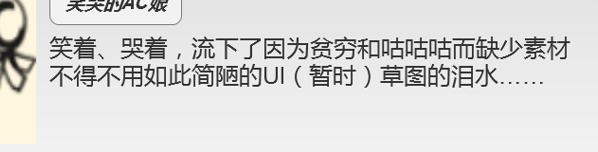 笑笑的AC娘
笑着、哭着，流下了因为贫穷和咕咕咕而缺少素材
不得不用如此简陋的UI（暂时）草图的泪水……